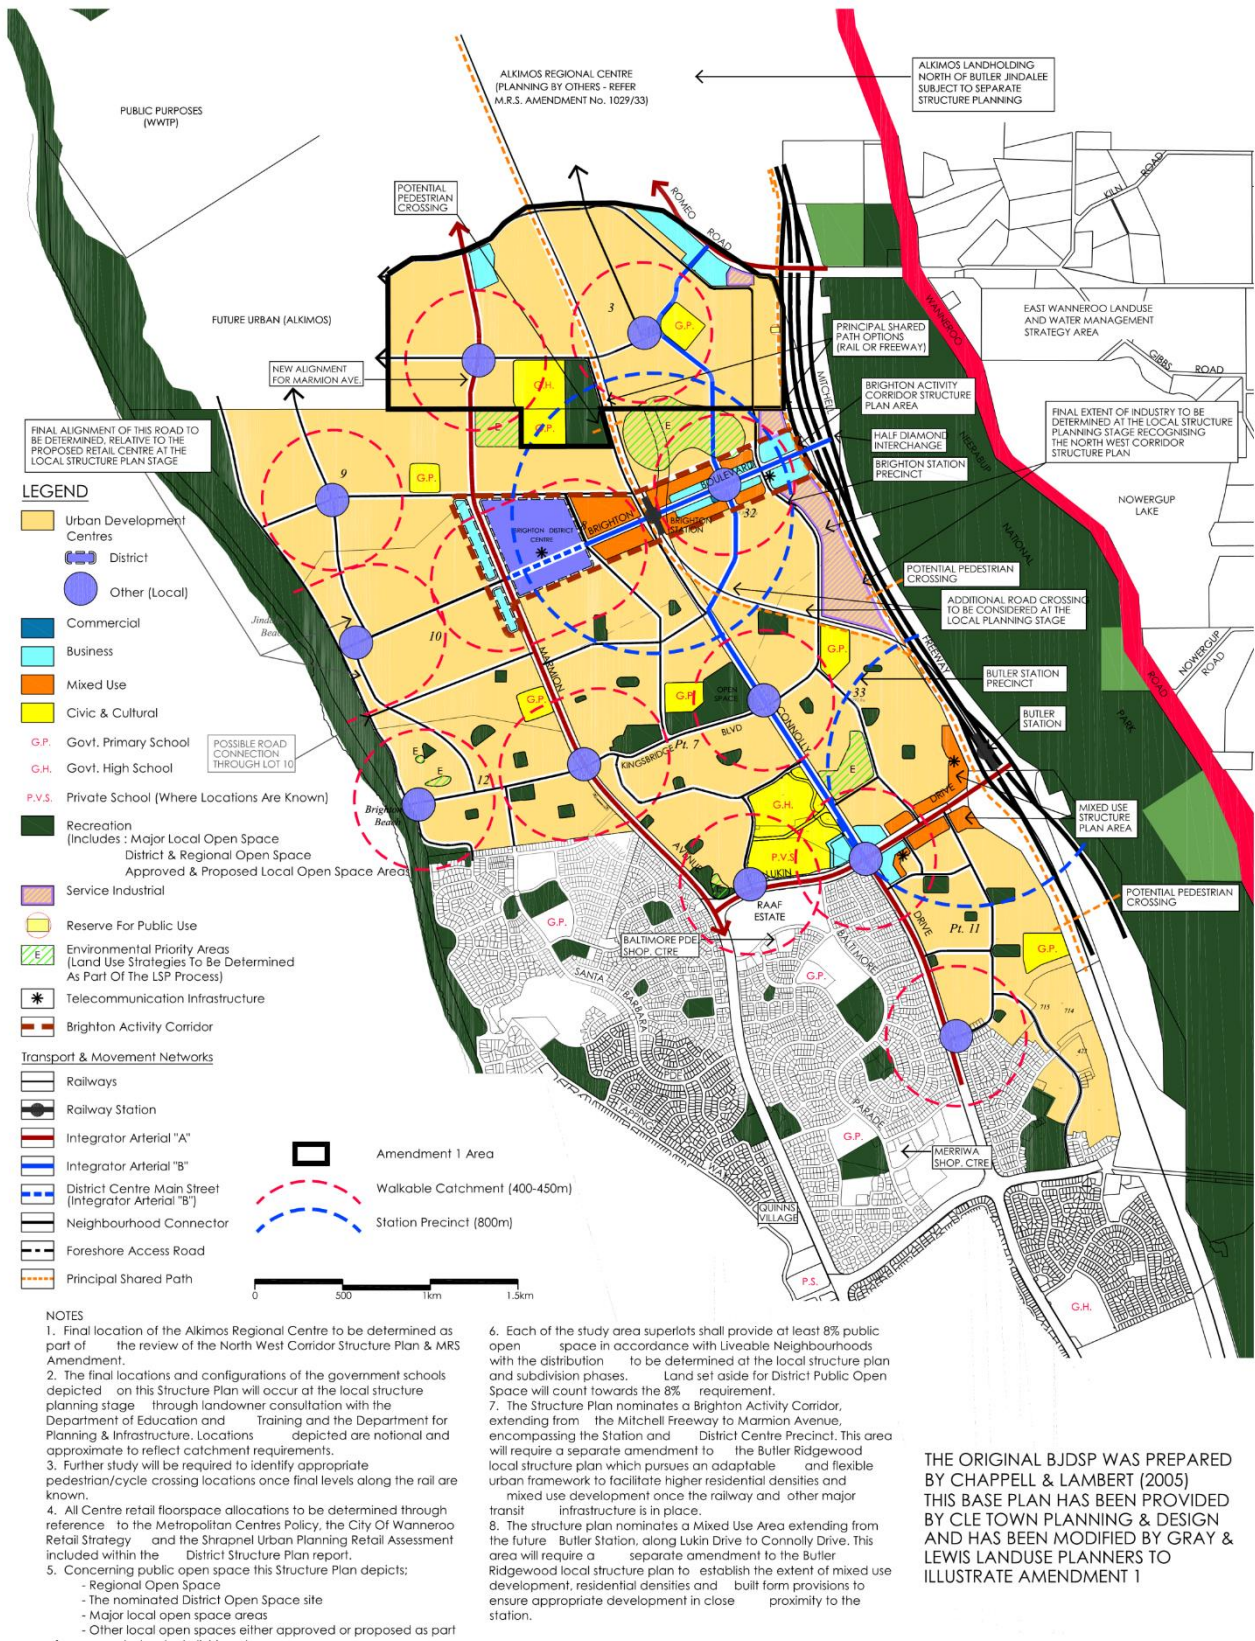 ALKIMOS REGIONAL CENTRE
(PLANNING BY OTHERS - REFER
M.R.S. AMENDMENT No. 1029/33)
ALKIMOS LANDHOLDING
NORTH OF BUTLER JINDALEE
SUBJECT TO SEPARATE
STRUCTURE PLANNING
PUBLIC PURPOSES
(WWTP)
POTENTIAL
PEDESTRIAN
CROSSING
ROMEO
ROAD
KILN
ROAD
WANNEROO
3
G.P.
FUTURE URBAN (ALKIMOS)
EAST WANNEROO LANDUSE
AND WATER MANAGEMENT
STRATEGY AREA
GIBBS
ROAD
PRINCIPAL SHARED
PATH OPTIONS
(RAIL OR FREEWAY)
NEW ALIGNMENT
FOR MARMION AVE.
G.H.
MITCHELL
BRIGHTON ACTIVITY
CORRIDOR STRUCTURE
PLAN AREA
FINAL ALIGNMENT OF THIS ROAD TO
BE DETERMINED, RELATIVE TO THE
PROPOSED RETAIL CENTRE AT THE
LOCAL STRUCTURE PLAN STAGE
E
G.P.
E
HALF DIAMOND
INTERCHANGE
FINAL EXTENT OF INDUSTRY TO BE
DETERMINED AT THE LOCAL STRUCTURE
PLANNING STAGE RECOGNISING
THE NORTH WEST CORRIDOR
STRUCTURE PLAN
NEERABUP
BRIGHTON STATION
PRECINCT
9
G.P.
BOULEVARD
NOWERGUP
LAKE
BRIGHTON DISTRICT
CENTRE
BRIGHTON
BRIGHTON
STATION
32
NATIONAL
POTENTIAL PEDESTRIAN
CROSSING
ADDITIONAL ROAD CROSSING
TO BE CONSIDERED AT THE
LOCAL PLANNING STAGE
10
MARMION
G.P.
FREEWAY
NOWERGUP
ROAD
BUTLER STATION
PRECINCT
ROAD
PARK
G.P.
G.P.
OPEN
SPACE
33
BUTLER
STATION
CONNOLLY
BLVD
KINGSBRIDGE
Pt. 7
POSSIBLE ROAD
CONNECTION
THROUGH LOT 10
E
E
12
E
Brighton
Beach
G.H.
DRIVE
MIXED USE
STRUCTURE
PLAN AREA
P.V.S
LUKIN
AVENUE
RAAF
ESTATE
POTENTIAL PEDESTRIAN
CROSSING
G.P.
BALTIMORE PDE.
SHOP. CTRE
BALTIMORE
DRIVE
Pt. 11
G.P.
G.P.
SANTA
BARBARA
PDE
715
714
PARADE
G.P.
MERRIWA
SHOP. CTRE
QUINNS
VILLAGE
P.S.
G.H.
LEGEND
Urban Development
Centres
District
Other (Local)
Commercial
Business
Mixed Use
Civic & Cultural
G.P. Govt. Primary School
G.H. Govt. High School
P.V.S. Private School (Where Locations Are Known)
Recreation
(Includes : Major Local Open Space
District & Regional Open Space
Approved & Proposed Local Open Space Areas
Service Industrial
Reserve For Public Use
E Environmental Priority Areas
(Land Use Strategies To Be Determined
As Part Of The LSP Process)
Telecommunication Infrastructure
Brighton Activity Corridor
Transport & Movement Networks
Railways
Railway Station
Integrator Arterial "A"
Integrator Arterial "B"
District Centre Main Street
(Integrator Arterial "B")
Neighbourhood Connector
Foreshore Access Road
Principal Shared Path
Amendment 1 Area
Walkable Catchment (400-450m)
Station Precinct (800m)
0 500 1km 1.5km
NOTES
1. Final location of the Alkimos Regional Centre to be determined as
part of the review of the North West Corridor Structure Plan & MRS
Amendment.
2. The final locations and configurations of the government schools
depicted on this Structure Plan will occur at the local structure
planning stage through landowner consultation with the
Department of Education and Training and the Department for
Planning & Infrastructure. Locations depicted are notional and
approximate to reflect catchment requirements.
3. Further study will be required to identify appropriate
pedestrian/cycle crossing locations once final levels along the rail are
known.
4. All Centre retail floorspace allocations to be determined through
reference to the Metropolitan Centres Policy, the City Of Wanneroo
Retail Strategy and the Shrapnel Urban Planning Retail Assessment
included within the District Structure Plan report.
5. Concerning public open space this Structure Plan depicts;
- Regional Open Space
- The nominated District Open Space site
- Major local open space areas
- Other local open spaces either approved or proposed as part
6. Each of the study area superlots shall provide at least 8% public
open space in accordance with Liveable Neighbourhoods
with the distribution to be determined at the local structure plan
and subdivision phases. Land set aside for District Public Open
Space will count towards the 8% requirement.
7. The Structure Plan nominates a Brighton Activity Corridor,
extending from the Mitchell Freeway to Marmion Avenue,
encompassing the Station and District Centre Precinct. This area
will require a separate amendment to the Butler Ridgewood
local structure plan which pursues an adaptable and flexible
urban framework to facilitate higher residential densities and
mixed use development once the railway and other major
transit infrastructure is in place.
8. The structure plan nominates a Mixed Use Area extending from
the future Butler Station, along Lukin Drive to Connolly Drive. This
area will require a separate amendment to the Butler
Ridgewood local structure plan to establish the extent of mixed use
development, residential densities and built form provisions to
ensure appropriate development in close proximity to the
station.
THE ORIGINAL BJDSP WAS PREPARED
BY CHAPPELL & LAMBERT (2005)
THIS BASE PLAN HAS BEEN PROVIDED
BY CLE TOWN PLANNING & DESIGN
AND HAS BEEN MODIFIED BY GRAY &
LEWIS LANDUSE PLANNERS TO
ILLUSTRATE AMENDMENT 1